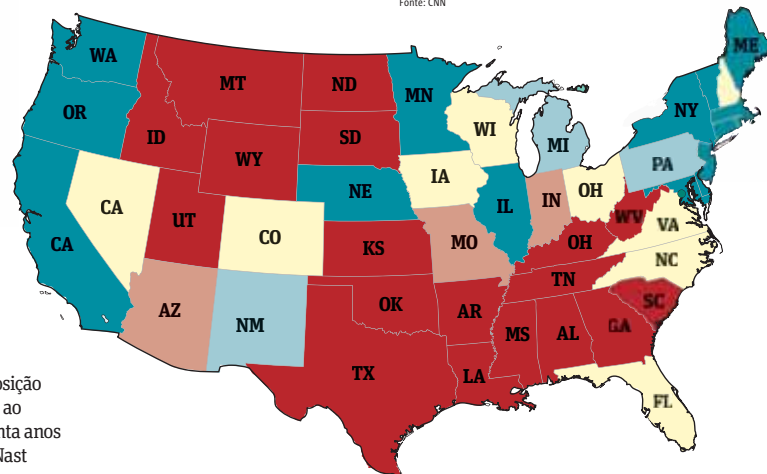 Fonte: CNN
ME
WA
MT
ND
MN
NY
OR
WI
ID
SD
MI
WY
PA
IA
NE
OH
IN
CA
IL
UT
WV
CO
VA
CA
MO
OH
KS
NC
TN
SC
AZ
OK
AR
NM
GA
MS
AL
TX
LA
sição
ao
nta anos
Nast
FL